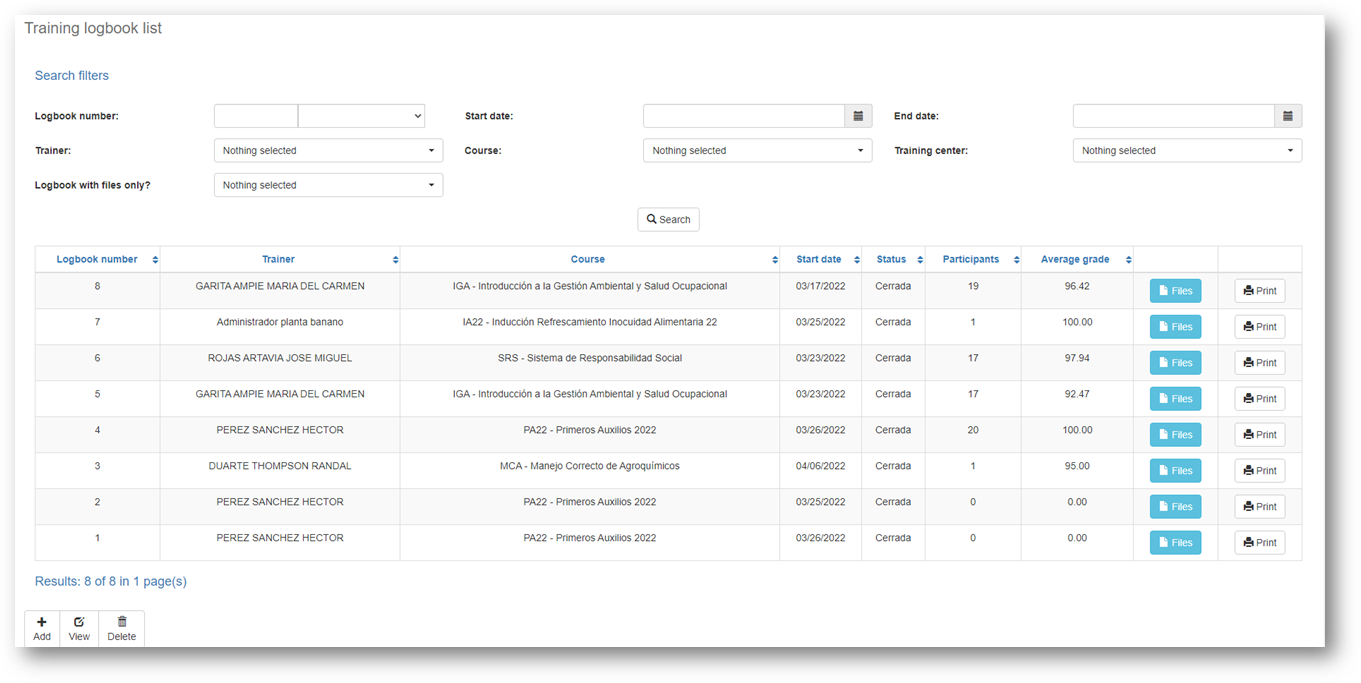 Training logbook list
Search filters
Logbook number: Start date: End date:
Trainer: Nothing selected Course: Nothing selected Training center: Nothing selected
Logbook with files only? Nothing selected
Search
Logbook number Trainer Course Start date Status Participants Average grade
8 GARITA AMPIE MARIA DEL CARMEN IGA - Introducción a la Gestión Ambiental y Salud Ocupacional 03/17/2022 Cerrada 19 96.42 Files Print
7 Administrador planta banano IA22 - Inducción Refrescamiento Inocuidad Alimentaria 22 03/25/2022 Cerrada 1 100.00 Files Print
6 ROJAS ARTAVIA JOSE MIGUEL SRS - Sistema de Responsabilidad Social 03/23/2022 Cerrada 17 97.94 Files Print
5 GARITA AMPIE MARIA DEL CARMEN IGA - Introducción a la Gestión Ambiental y Salud Ocupacional 03/23/2022 Cerrada 17 92.47 Files Print
4 PEREZ SANCHEZ HECTOR PA22 - Primeros Auxilios 2022 03/26/2022 Cerrada 20 100.00 Files Print
3 DUARTE THOMPSON RANDAL MCA - Manejo Correcto de Agroquímicos 04/06/2022 Cerrada 1 95.00 Files Print
2 PEREZ SANCHEZ HECTOR PA22 - Primeros Auxilios 2022 03/25/2022 Cerrada 0 0.00 Files Print
1 PEREZ SANCHEZ HECTOR PA22 - Primeros Auxilios 2022 03/26/2022 Cerrada 0 0.00 Files Print
Results: 8 of 8 in 1 page(s)
Add View Delete